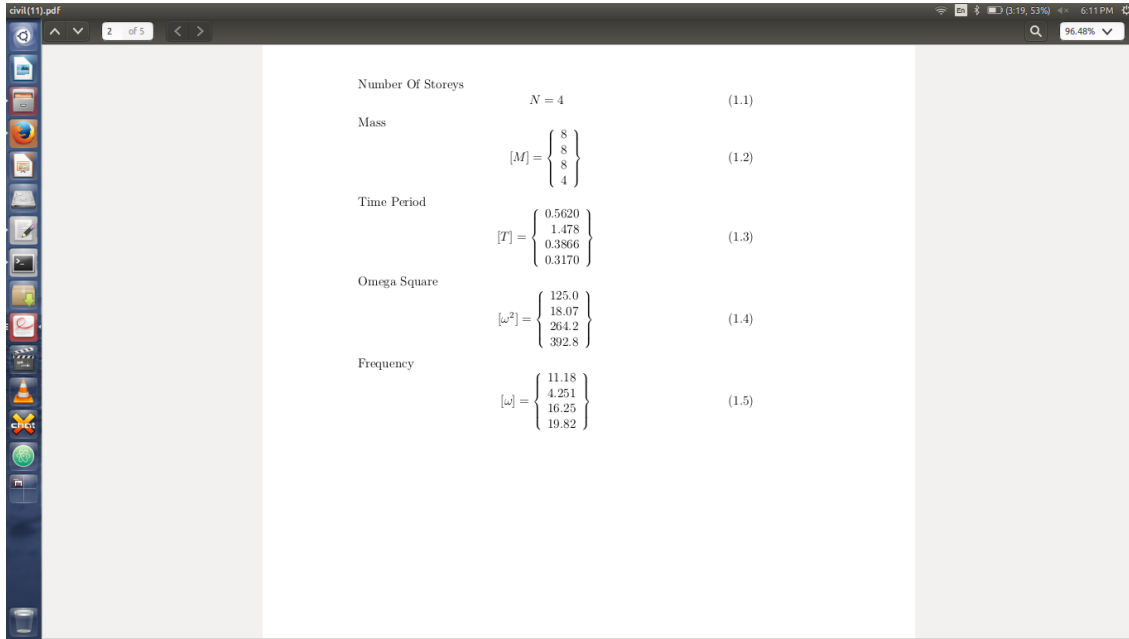 civil(11).pdf
En (3:19, 53%) 6:11 PM
2 of 5
96.48%
Number Of Storeys
N = 4 (1.1)
Mass
[M] = { 8 8 8 4 } (1.2)
Time Period
[T] = { 0.5620 1.478 0.3866 0.3170 } (1.3)
Omega Square
[ω²] = { 125.0 18.07 264.2 392.8 } (1.4)
Frequency
[ω] = { 11.18 4.251 16.25 19.82 } (1.5)
chat